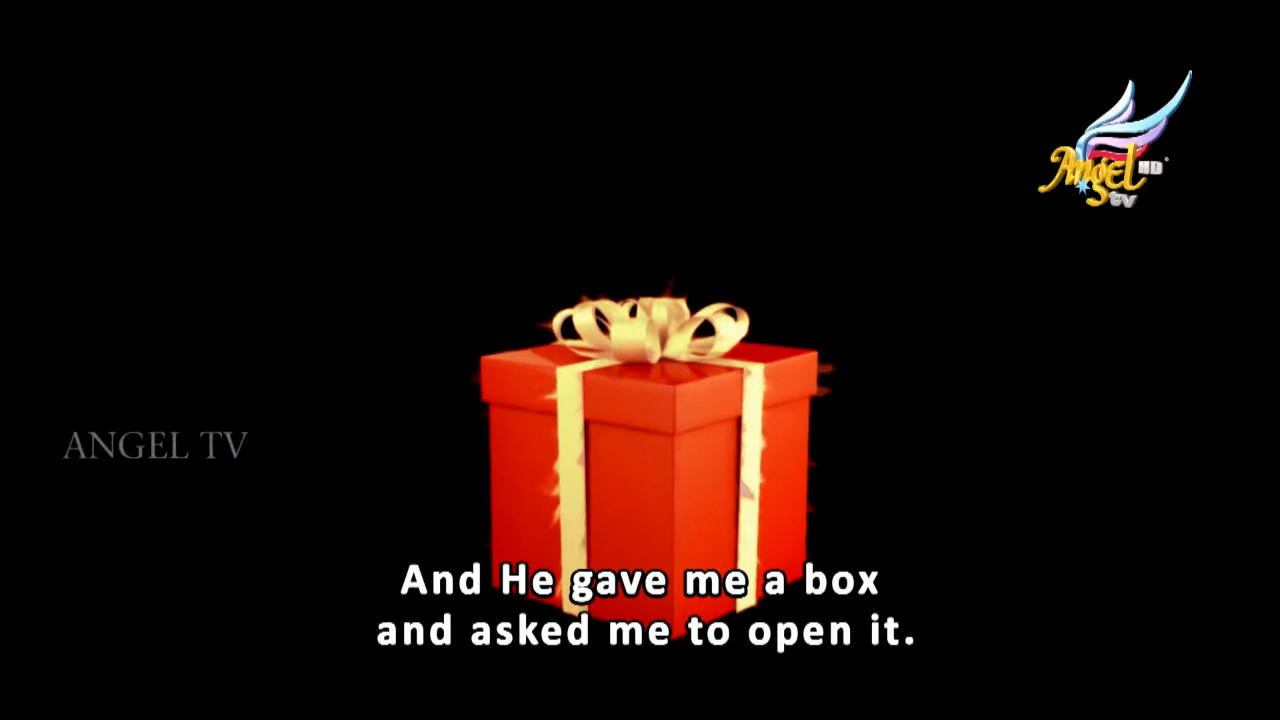 Angel HD
tv
ANGEL TV
And He gave me a box
and asked me to open it.